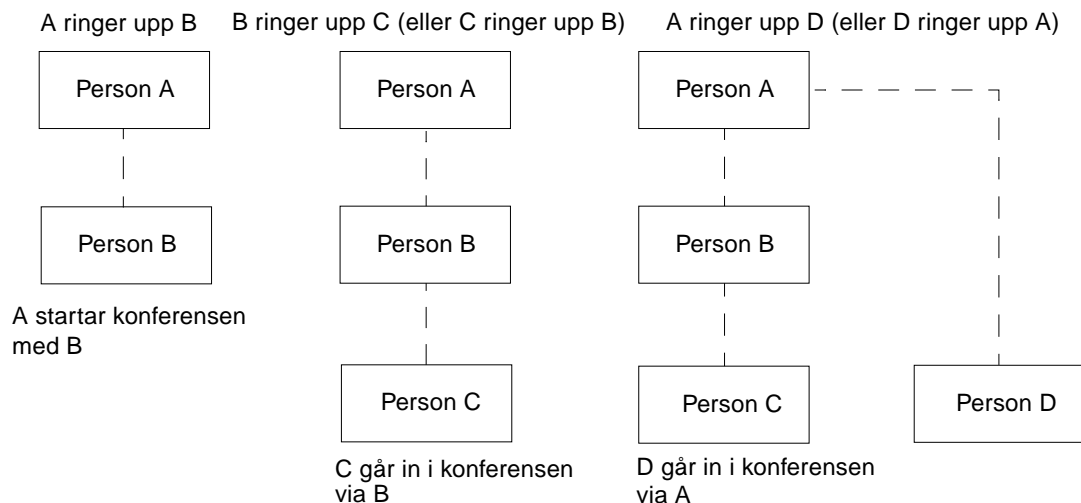 A ringer upp B
B ringer upp C (eller C ringer upp B)
A ringer upp D (eller D ringer upp A)
Person A
Person A
Person A
Person B
Person B
Person B
A startar konferensen
med B
Person C
Person C
Person D
C går in i konferensen
via B
D går in i konferensen
via A